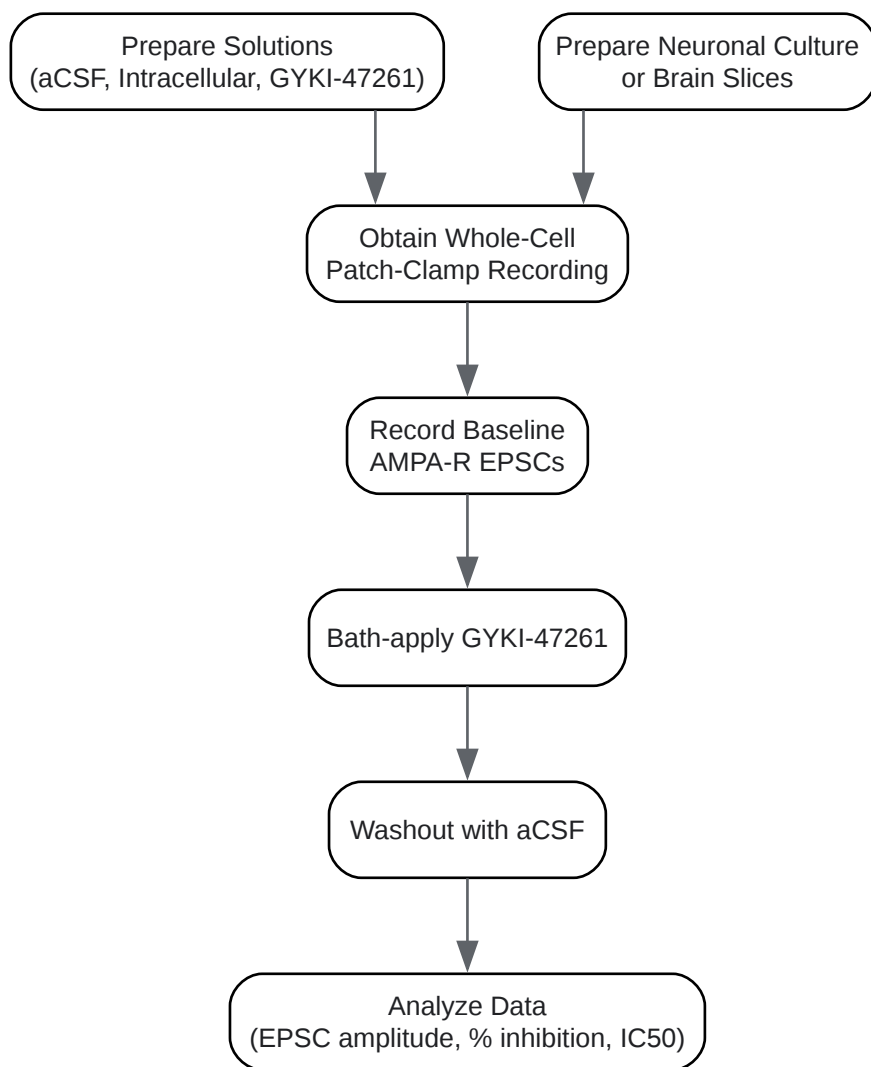 Prepare Solutions
(aCSF, Intracellular, GYKI-47261)
Prepare Neuronal Culture
or Brain Slices
Obtain Whole-Cell
Patch-Clamp Recording
Record Baseline
AMPA-R EPSCs
Bath-apply GYKI-47261
Washout with aCSF
Analyze Data
(EPSC amplitude, % inhibition, IC50)